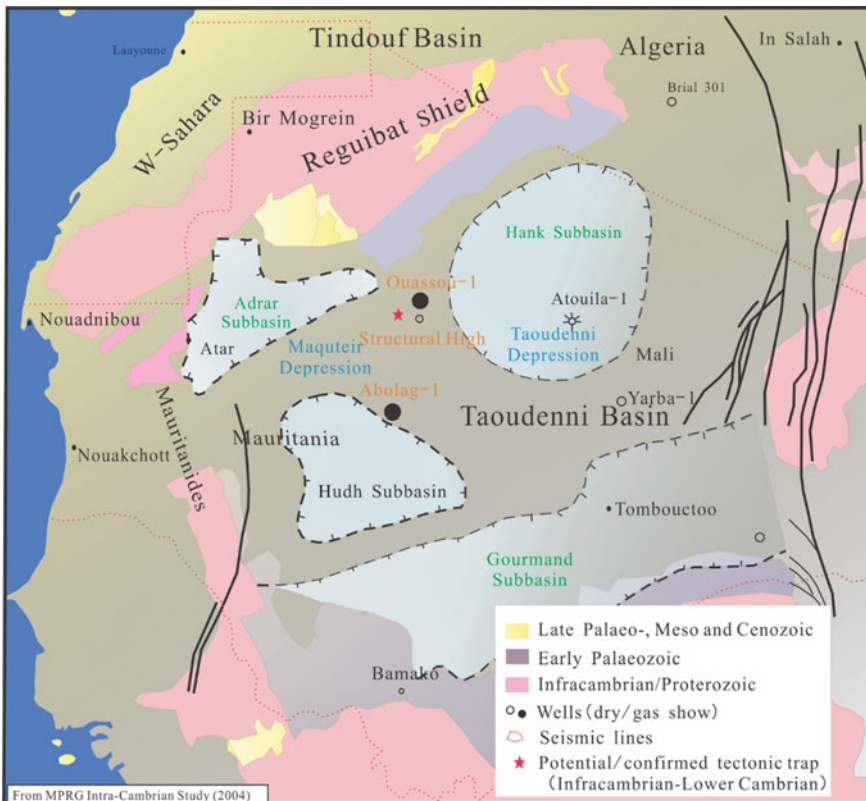 Tindouf Basin
Algeria
In Salah
Laayoune
Brial 301
W-Sahara
Bir Mogrein
Reguibat Shield
Hank Subbasin
Ouassou-1
Adrar
Subbasin
Atouila-1
Nouadnibou
Structural High
Taoudenni
Depression
Atar
Maquteir
Depression
Mali
Abolag-1
Yarba-1
Taoudenni Basin
Mauritanides
Mauritania
Nouakchott
Hudh Subbasin
Tombouctoo
Gourmand
Subbasin
Bamako
Late Palaeo-, Meso and Cenozoic
Early Palaeozoic
Infracambrian/Proterozoic
Wells(dry/gas show)
Seismic lines
Potential/confirmed tectonic trap
(Infracambrian-Lower Cambrian)
From MPRG Intra-Cambrian Study (2004)